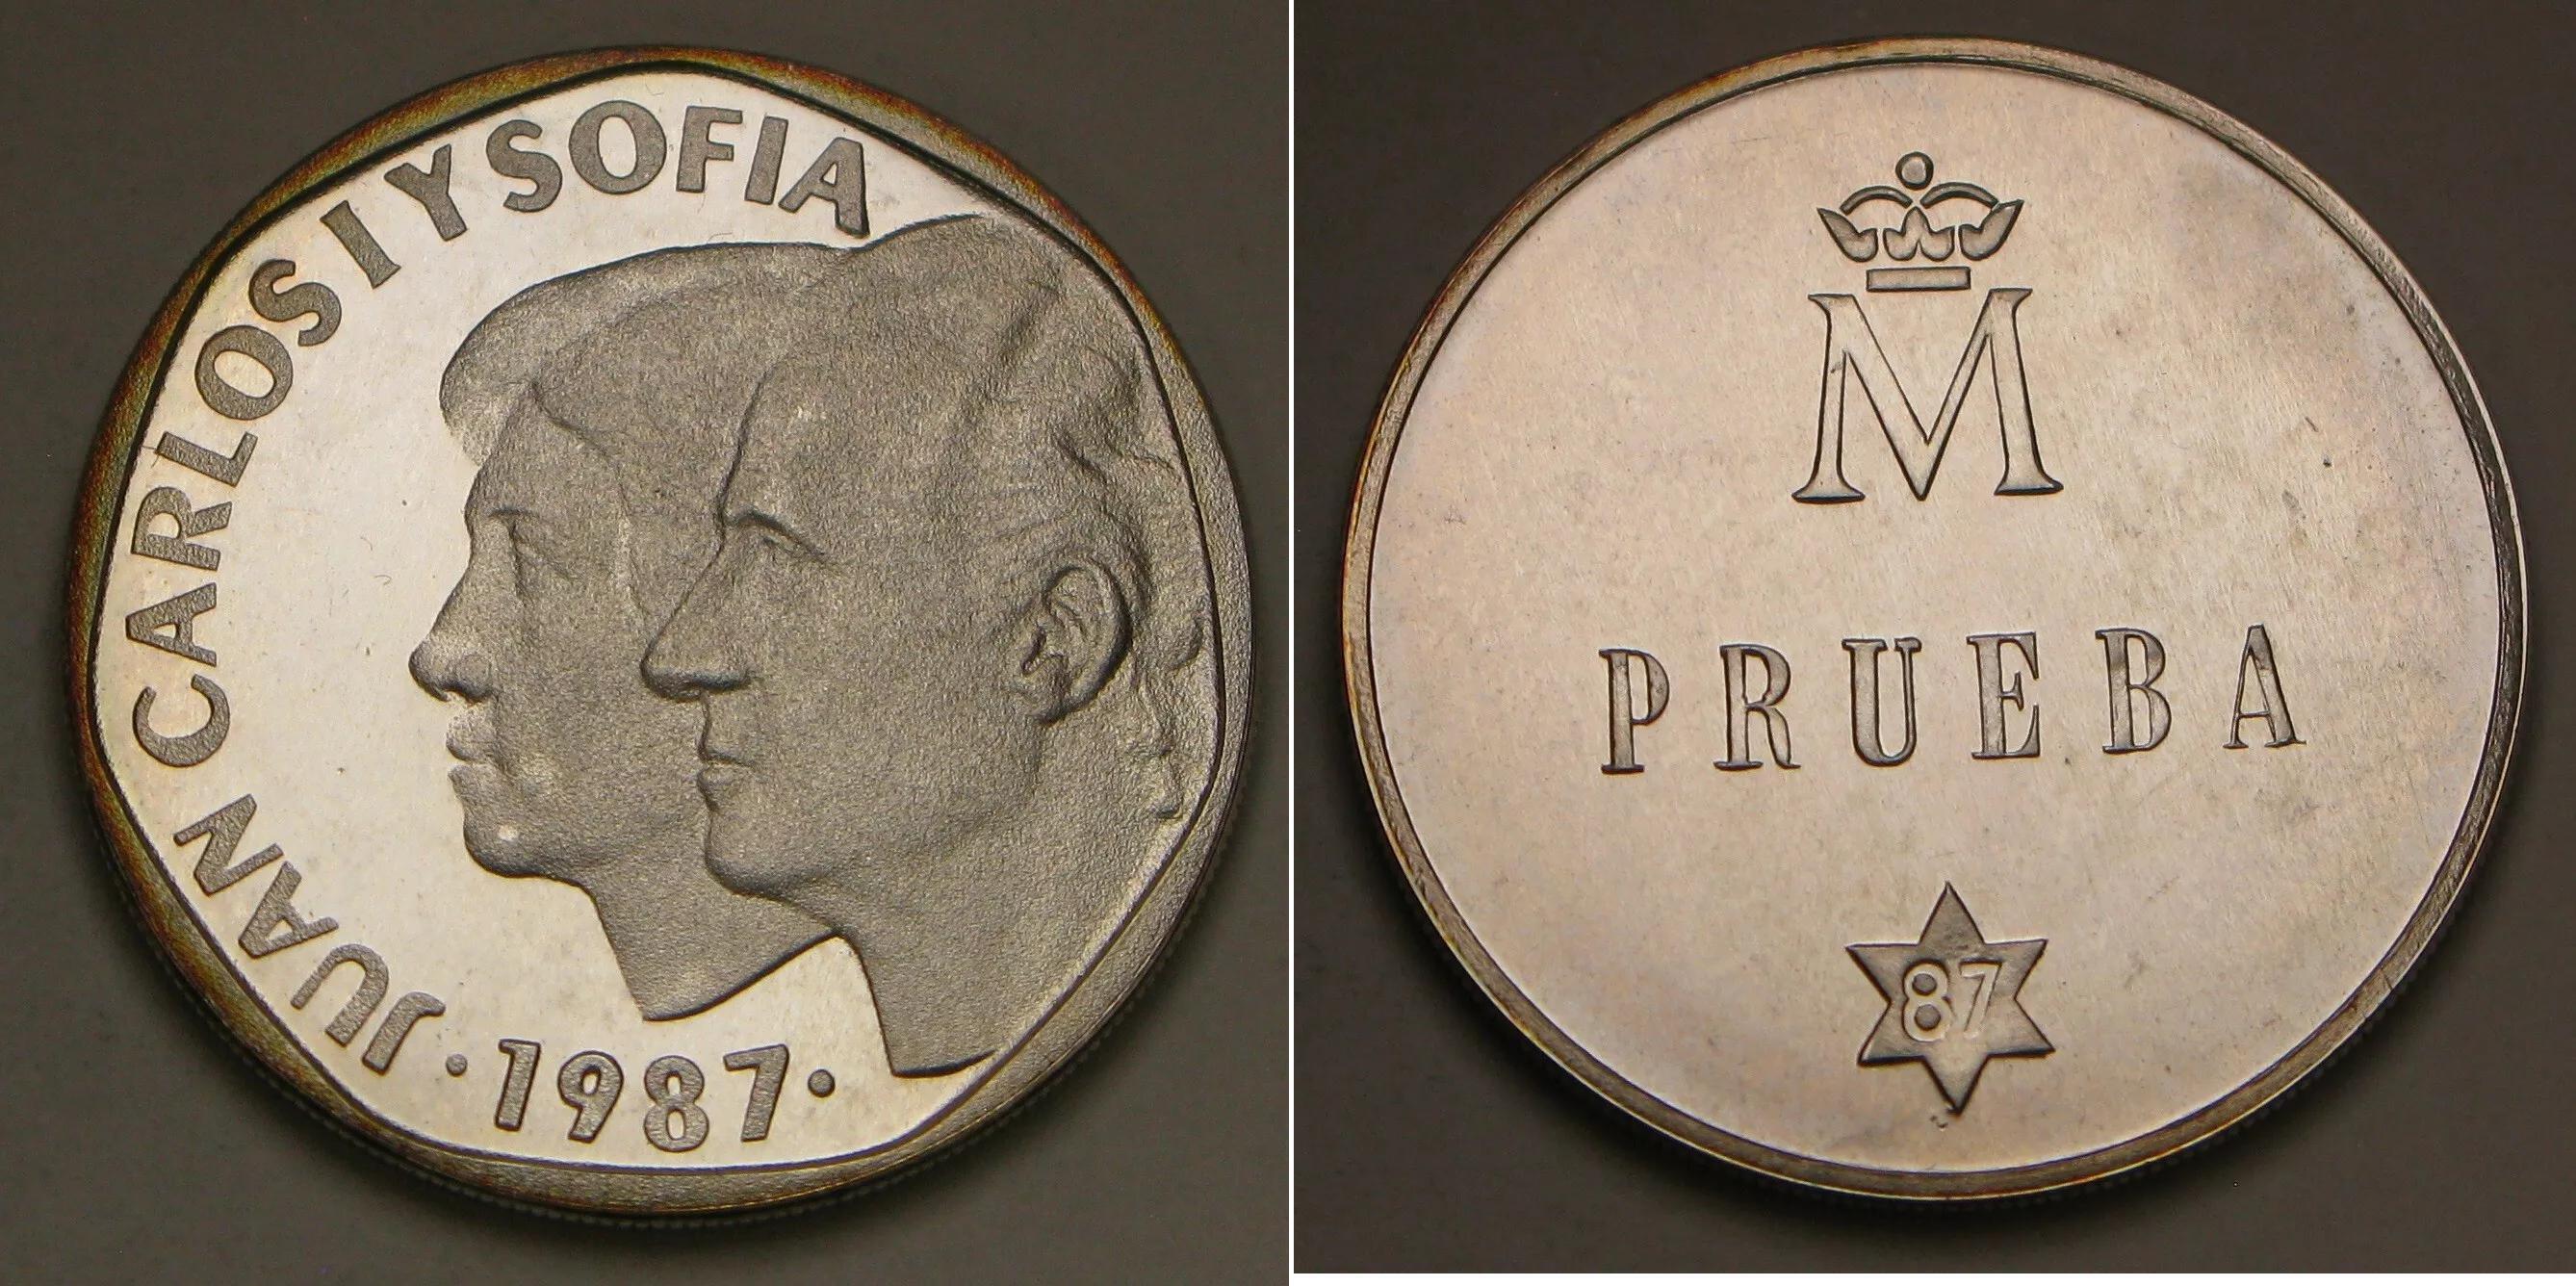 JUAN CARLOS I Y SOFIA
· 1987 ·
M
PRUEBA
87